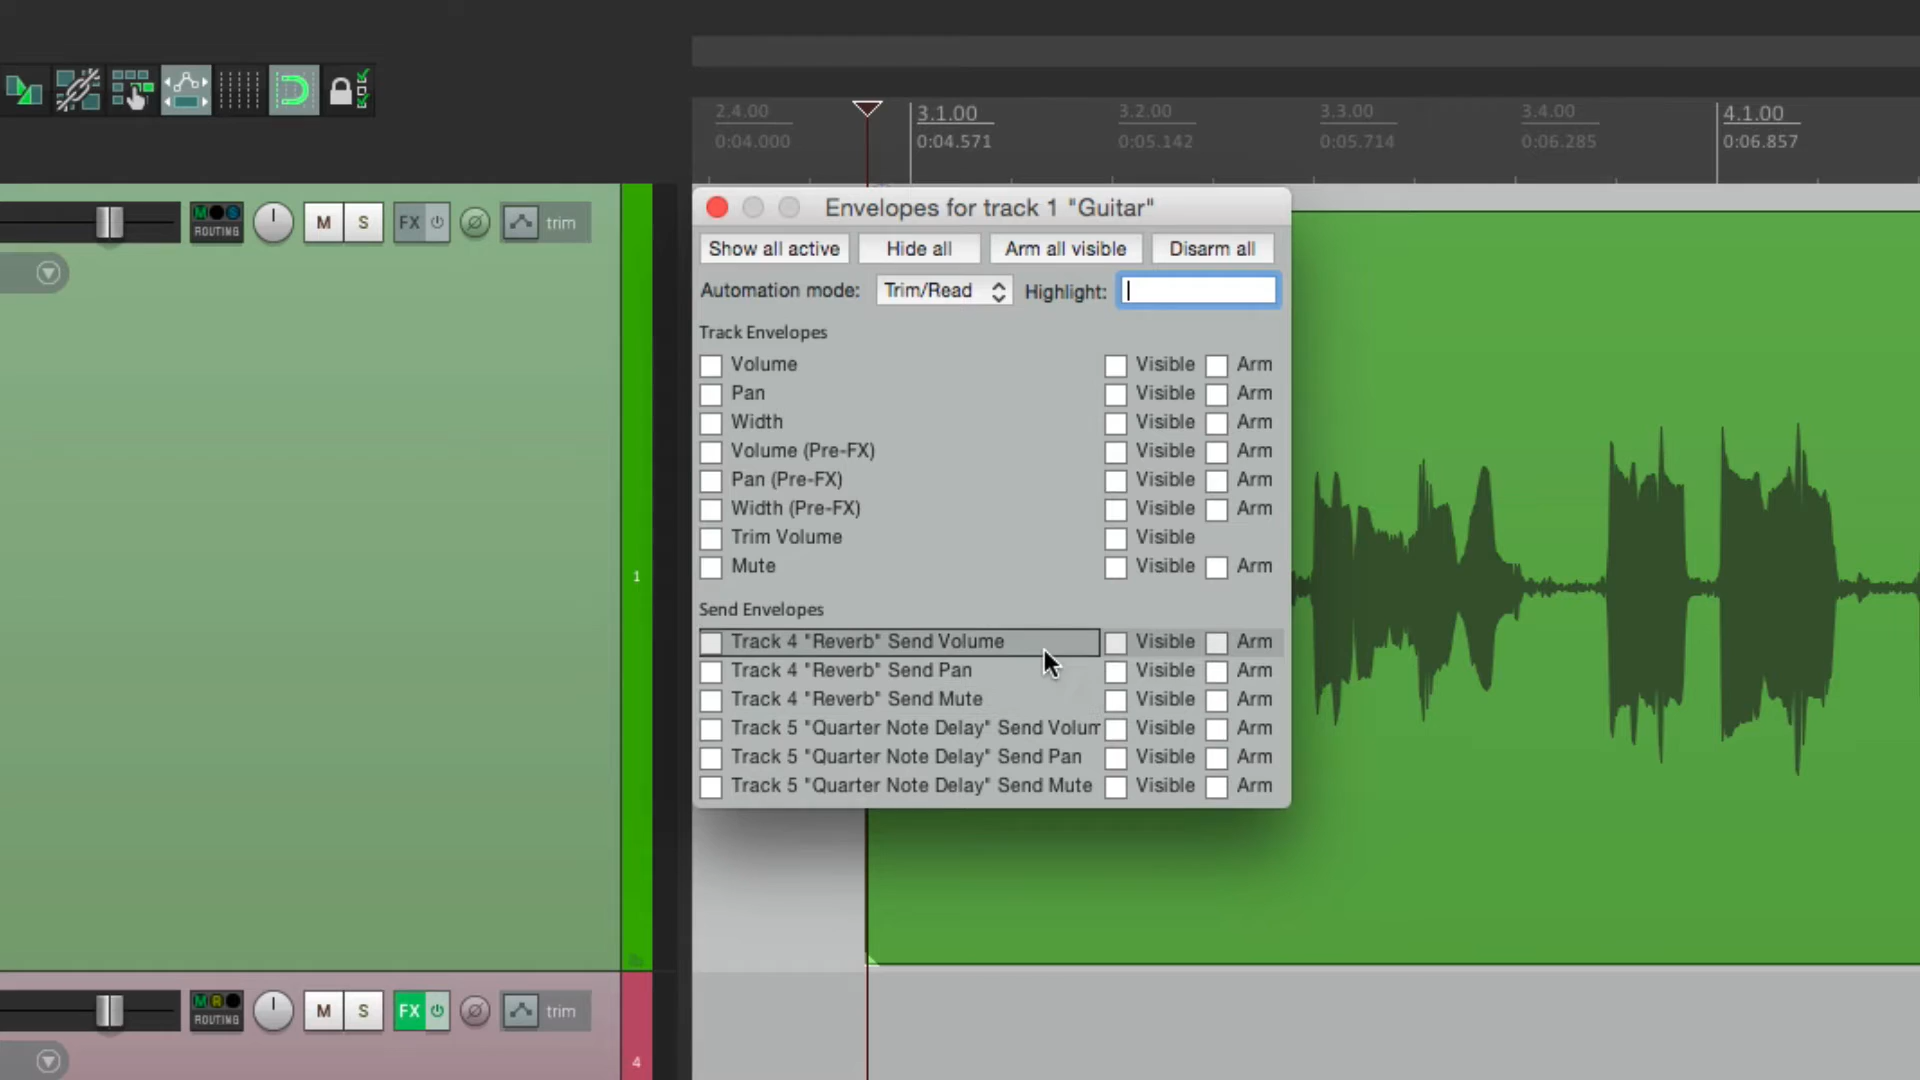 2.4.00 3.1.00 3.2.00 3.3.00 3.4.00 4.1.00
0:04.000 0:04.571 0:05.142 0:05.714 0:06.285 0:06.857
M S
ROUTING M S FX trim
Envelopes for track 1 "Guitar"
Show all active Hide all Arm all visible Disarm all
Automation mode: Trim/Read Highlight:
Track Envelopes
Volume Visible Arm
Pan Visible Arm
Width Visible Arm
Volume (Pre-FX) Visible Arm
Pan (Pre-FX) Visible Arm
Width (Pre-FX) Visible Arm
Trim Volume Visible
Mute Visible Arm
1
Send Envelopes
Track 4 "Reverb" Send Volume Visible Arm
Track 4 "Reverb" Send Pan Visible Arm
Track 4 "Reverb" Send Mute Visible Arm
Track 5 "Quarter Note Delay" Send Volum Visible Arm
Track 5 "Quarter Note Delay" Send Pan Visible Arm
Track 5 "Quarter Note Delay" Send Mute Visible Arm
M R
ROUTING M S FX trim
4